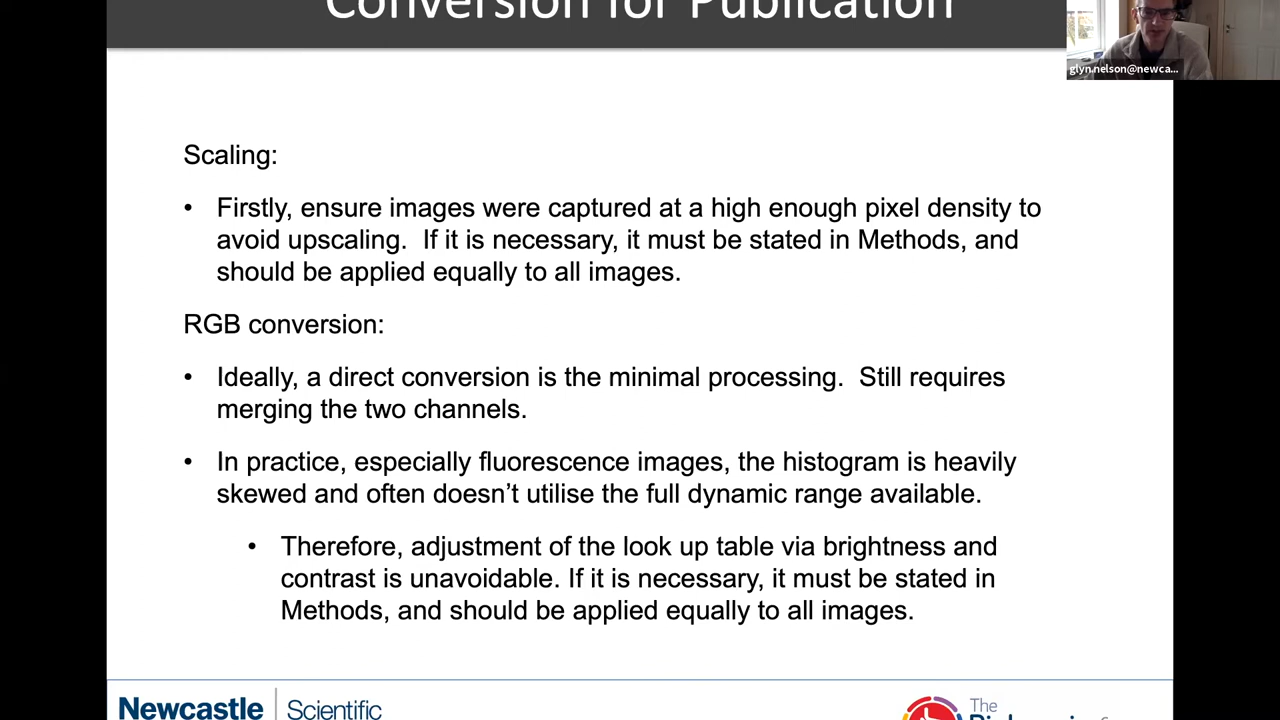 Conversion for Publication
glyn.nelson@newca...
Scaling:
• Firstly, ensure images were captured at a high enough pixel density to
avoid upscaling.  If it is necessary, it must be stated in Methods, and
should be applied equally to all images.
RGB conversion:
• Ideally, a direct conversion is the minimal processing.  Still requires
merging the two channels.
• In practice, especially fluorescence images, the histogram is heavily
skewed and often doesn’t utilise the full dynamic range available.
• Therefore, adjustment of the look up table via brightness and
contrast is unavoidable. If it is necessary, it must be stated in
Methods, and should be applied equally to all images.
Newcastle
Scientific
The